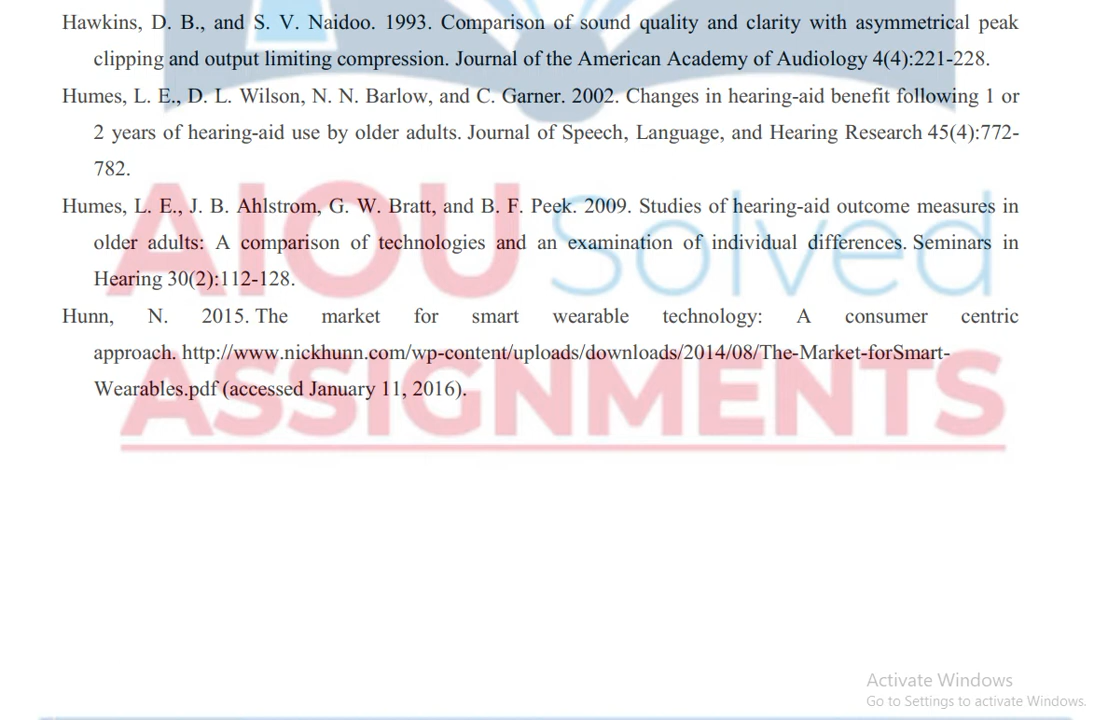 Hawkins, D. B., and S. V. Naidoo. 1993. Comparison of sound quality and clarity with asymmetrical peak
clipping and output limiting compression. Journal of the American Academy of Audiology 4(4):221-228.
Humes, L. E., D. L. Wilson, N. N. Barlow, and C. Garner. 2002. Changes in hearing-aid benefit following 1 or
2 years of hearing-aid use by older adults. Journal of Speech, Language, and Hearing Research 45(4):772-
782.
Humes, L. E., J. B. Ahlstrom, G. W. Bratt, and B. F. Peek. 2009. Studies of hearing-aid outcome measures in
older adults: A comparison of technologies and an examination of individual differences. Seminars in
Hearing 30(2):112-128.
AIOU Solved
Hunn, N. 2015. The market for smart wearable technology: A consumer centric
approach. http://www.nickhunn.com/wp-content/uploads/downloads/2014/08/The-Market-forSmart-
Wearables.pdf (accessed January 11, 2016).
ASSIGNMENTS
Activate Windows
Go to Settings to activate Windows.